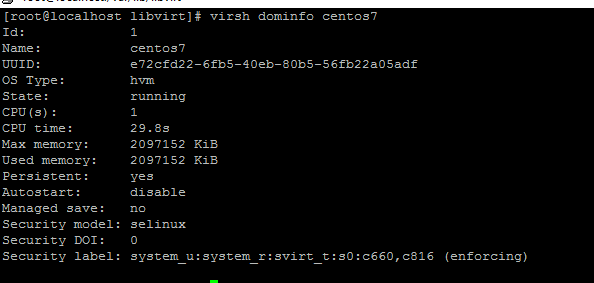 [root@localhost libvirt]# virsh dominfo centos7
Id:             1
Name:           centos7
UUID:           e72cfd22-6fb5-40eb-80b5-56fb22a05adf
OS Type:        hvm
State:          running
CPU(s):         1
CPU time:       29.8s
Max memory:     2097152 KiB
Used memory:    2097152 KiB
Persistent:     yes
Autostart:      disable
Managed save:   no
Security model: selinux
Security DOI:   0
Security label: system_u:system_r:svirt_t:s0:c660,c816 (enforcing)